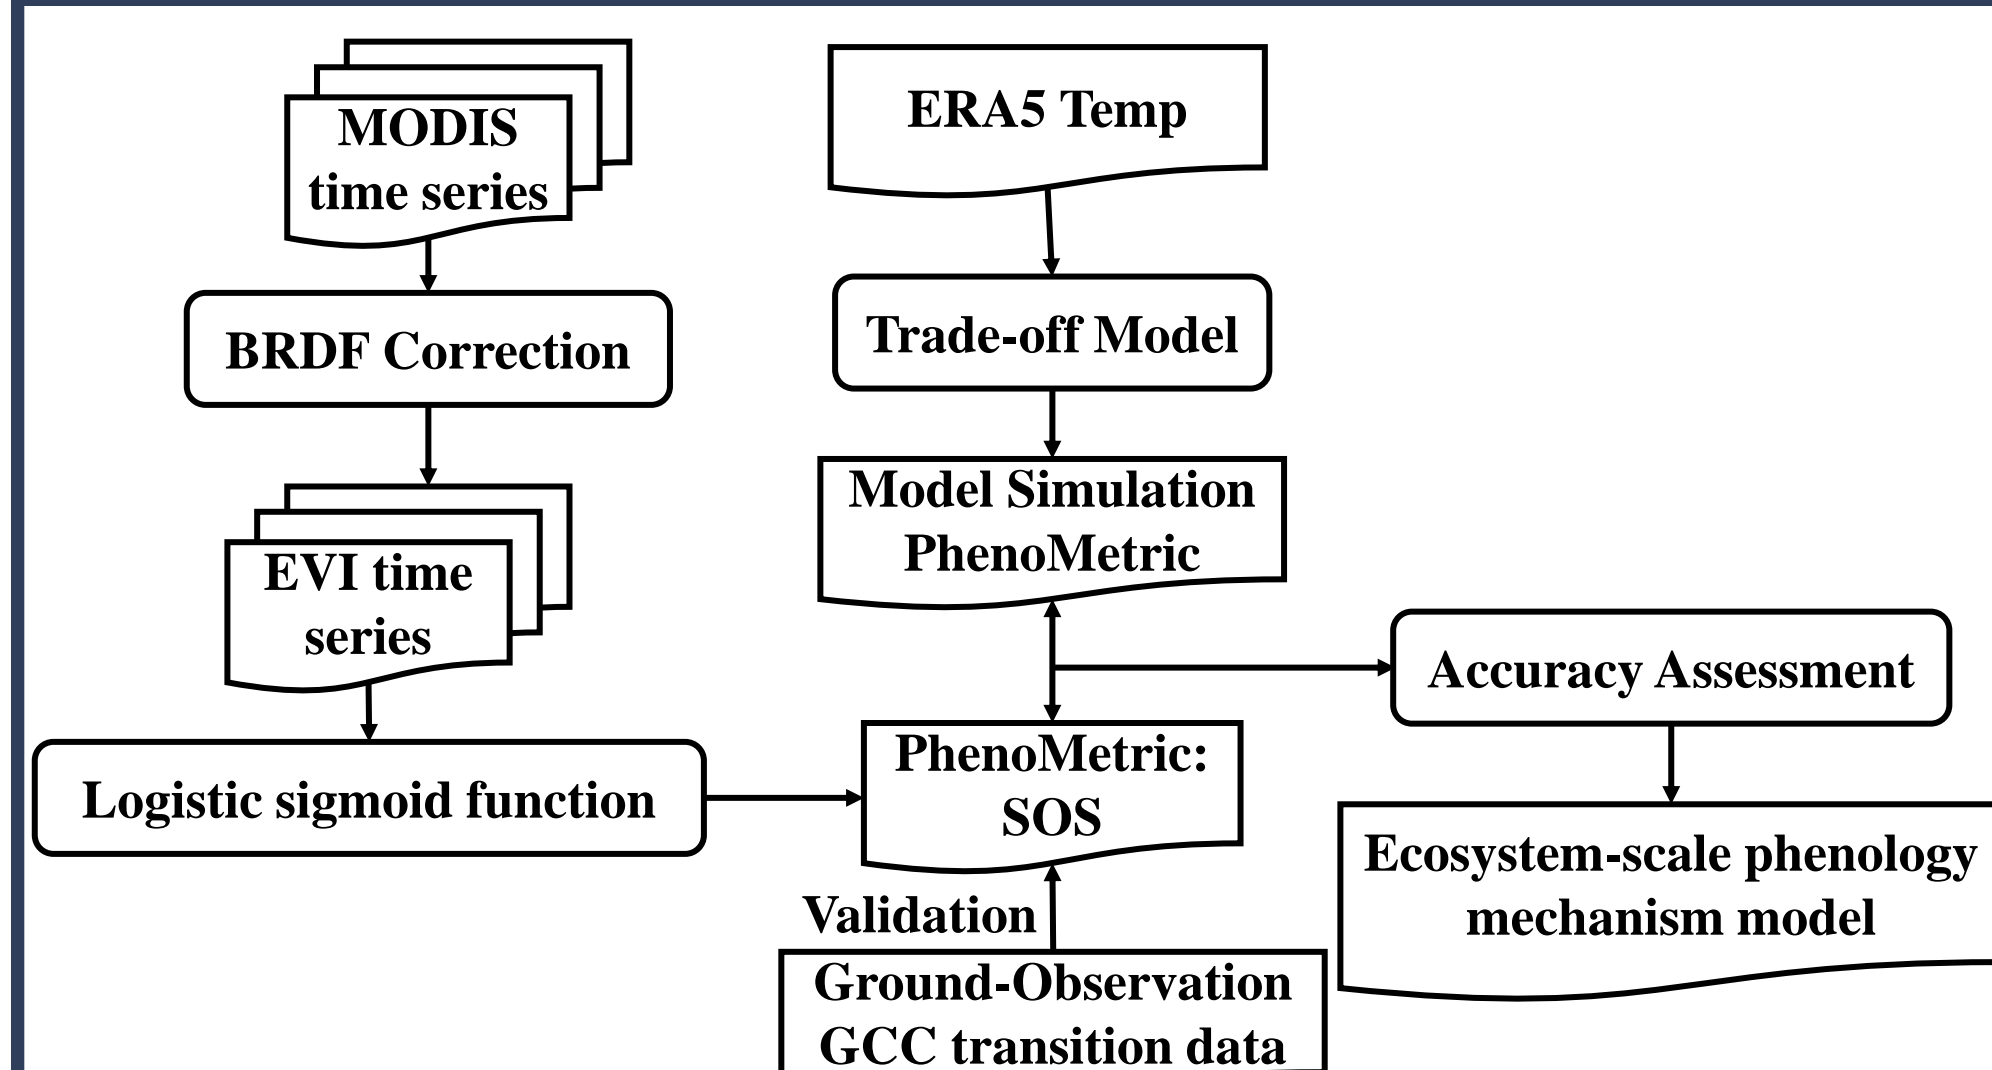 MODIS
time series
BRDF Correction
EVI time
series
Logistic sigmoid function
ERA5 Temp
Trade-off Model
Model Simulation
PhenoMetric
PhenoMetric:
SOS
Validation
Ground-Observation
GCC transition data
Accuracy Assessment
Ecosystem-scale phenology
mechanism model